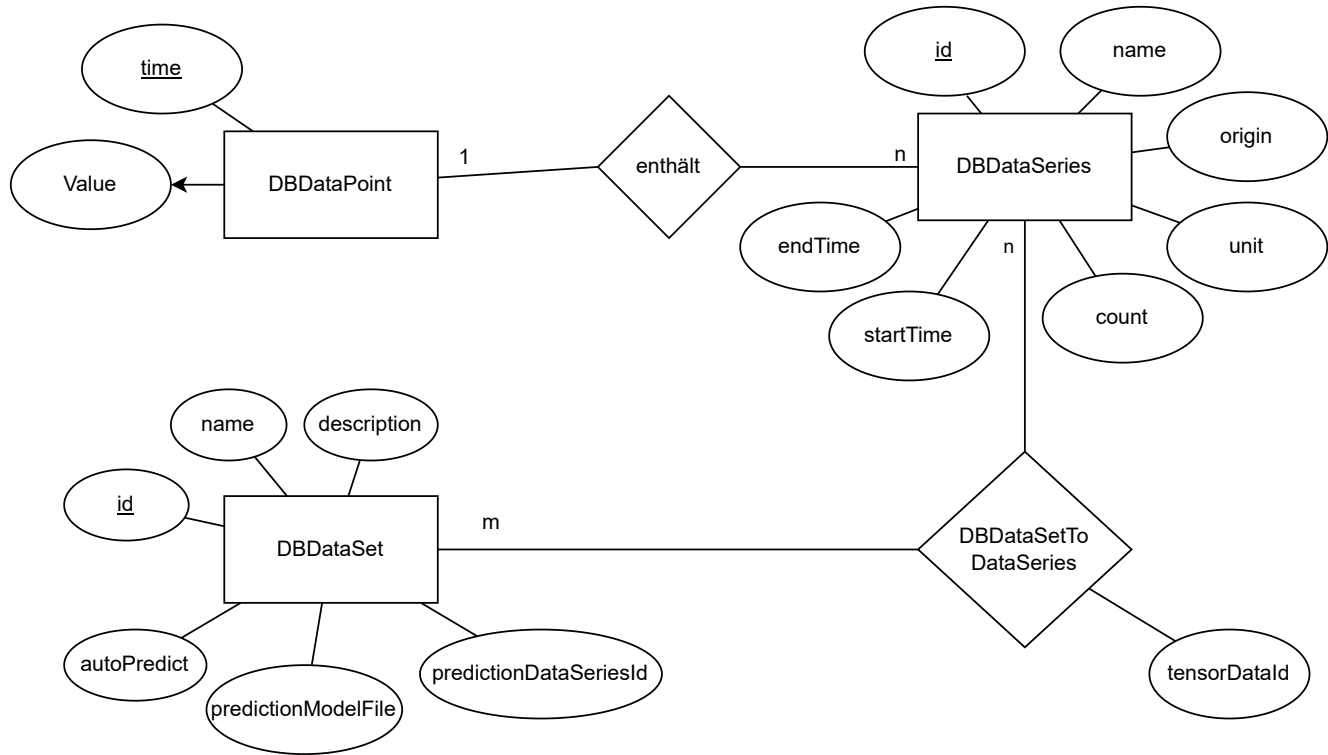 id
name
time
origin
1
enthält
n
DBDataSeries
Value
DBDataPoint
endTime
n
unit
count
startTime
name
description
id
m
DBDataSet
DBDataSetTo
DataSeries
autoPredict
predictionDataSeriesId
tensorDataId
predictionModelFile